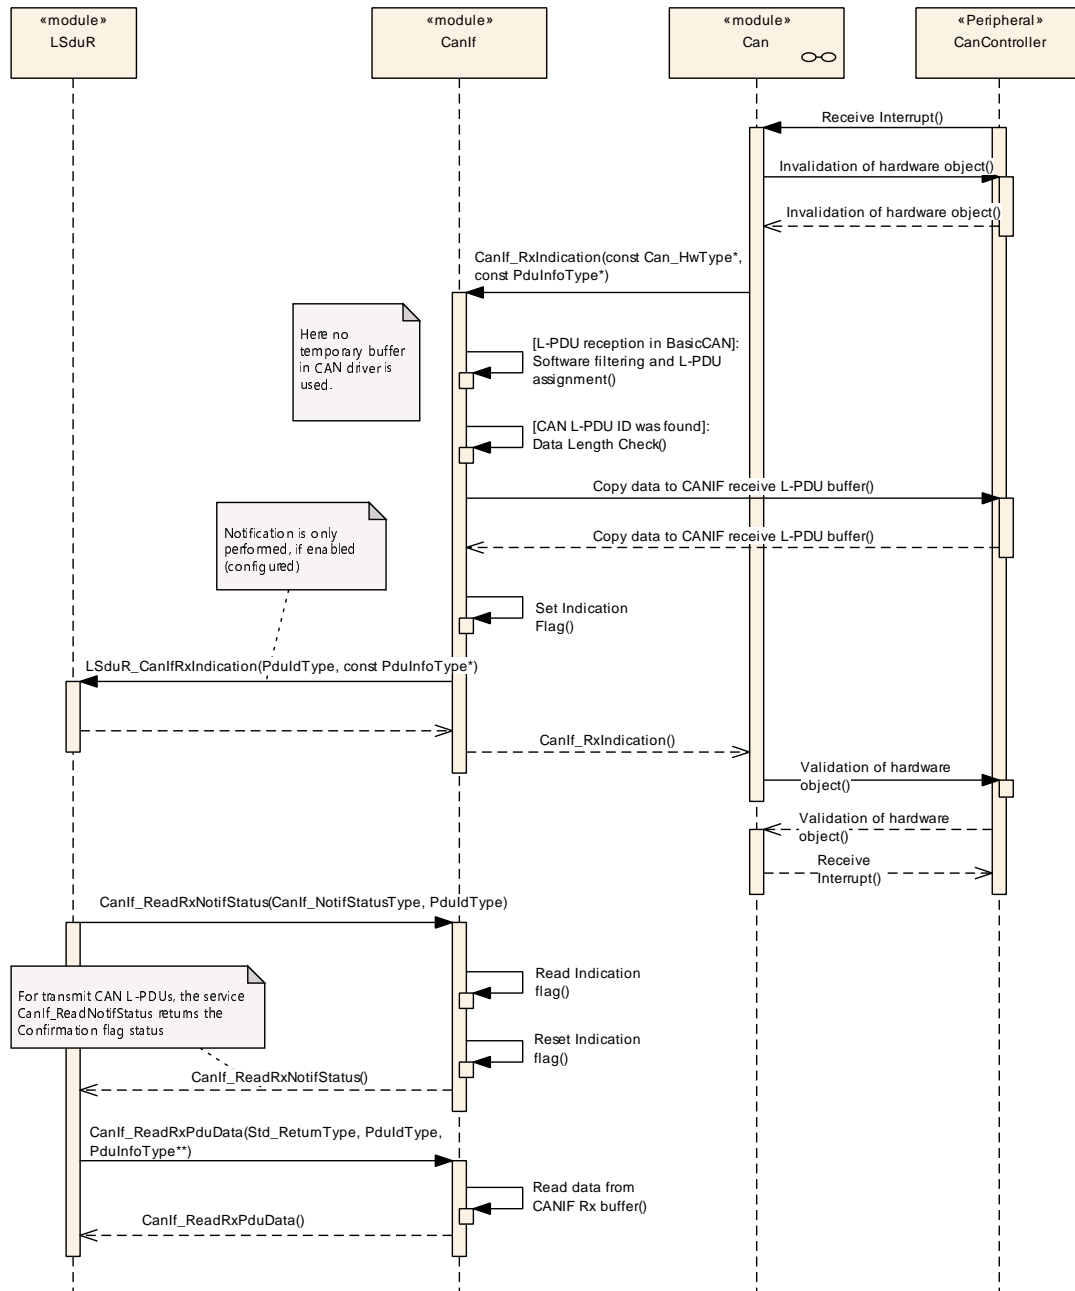 «module»
LSduR
«module»
CanIf
«module»
Can
«Peripheral»
CanController
Receive Interrupt()
Invalidation of hardware object()
Invalidation of hardware object()
CanIf_RxIndication(const Can_HwType*,
const PduInfoType*)
Here no
temporary buffer
in CAN driver is
used.
[L-PDU reception in BasicCAN]:
Software filtering and L-PDU
assignment()
[CAN L-PDU ID was found]:
Data Length Check()
Copy data to CANIF receive L-PDU buffer()
Notification is only
performed, if enabled
(configured)
Copy data to CANIF receive L-PDU buffer()
Set Indication
Flag()
LSduR_CanIfRxIndication(PduIdType, const PduInfoType*)
CanIf_RxIndication()
Validation of hardware
object()
Validation of hardware
object()
Receive
Interrupt()
CanIf_ReadRxNotifStatus(CanIf_NotifStatusType, PduIdType)
Read Indication
flag()
For transmit CAN L-PDUs, the service
CanIf_ReadNotifStatus returns the
Confirmation flag status
Reset Indication
flag()
CanIf_ReadRxNotifStatus()
CanIf_ReadRxPduData(Std_ReturnType, PduIdType,
PduInfoType**)
Read data from
CANIF Rx buffer()
CanIf_ReadRxPduData()